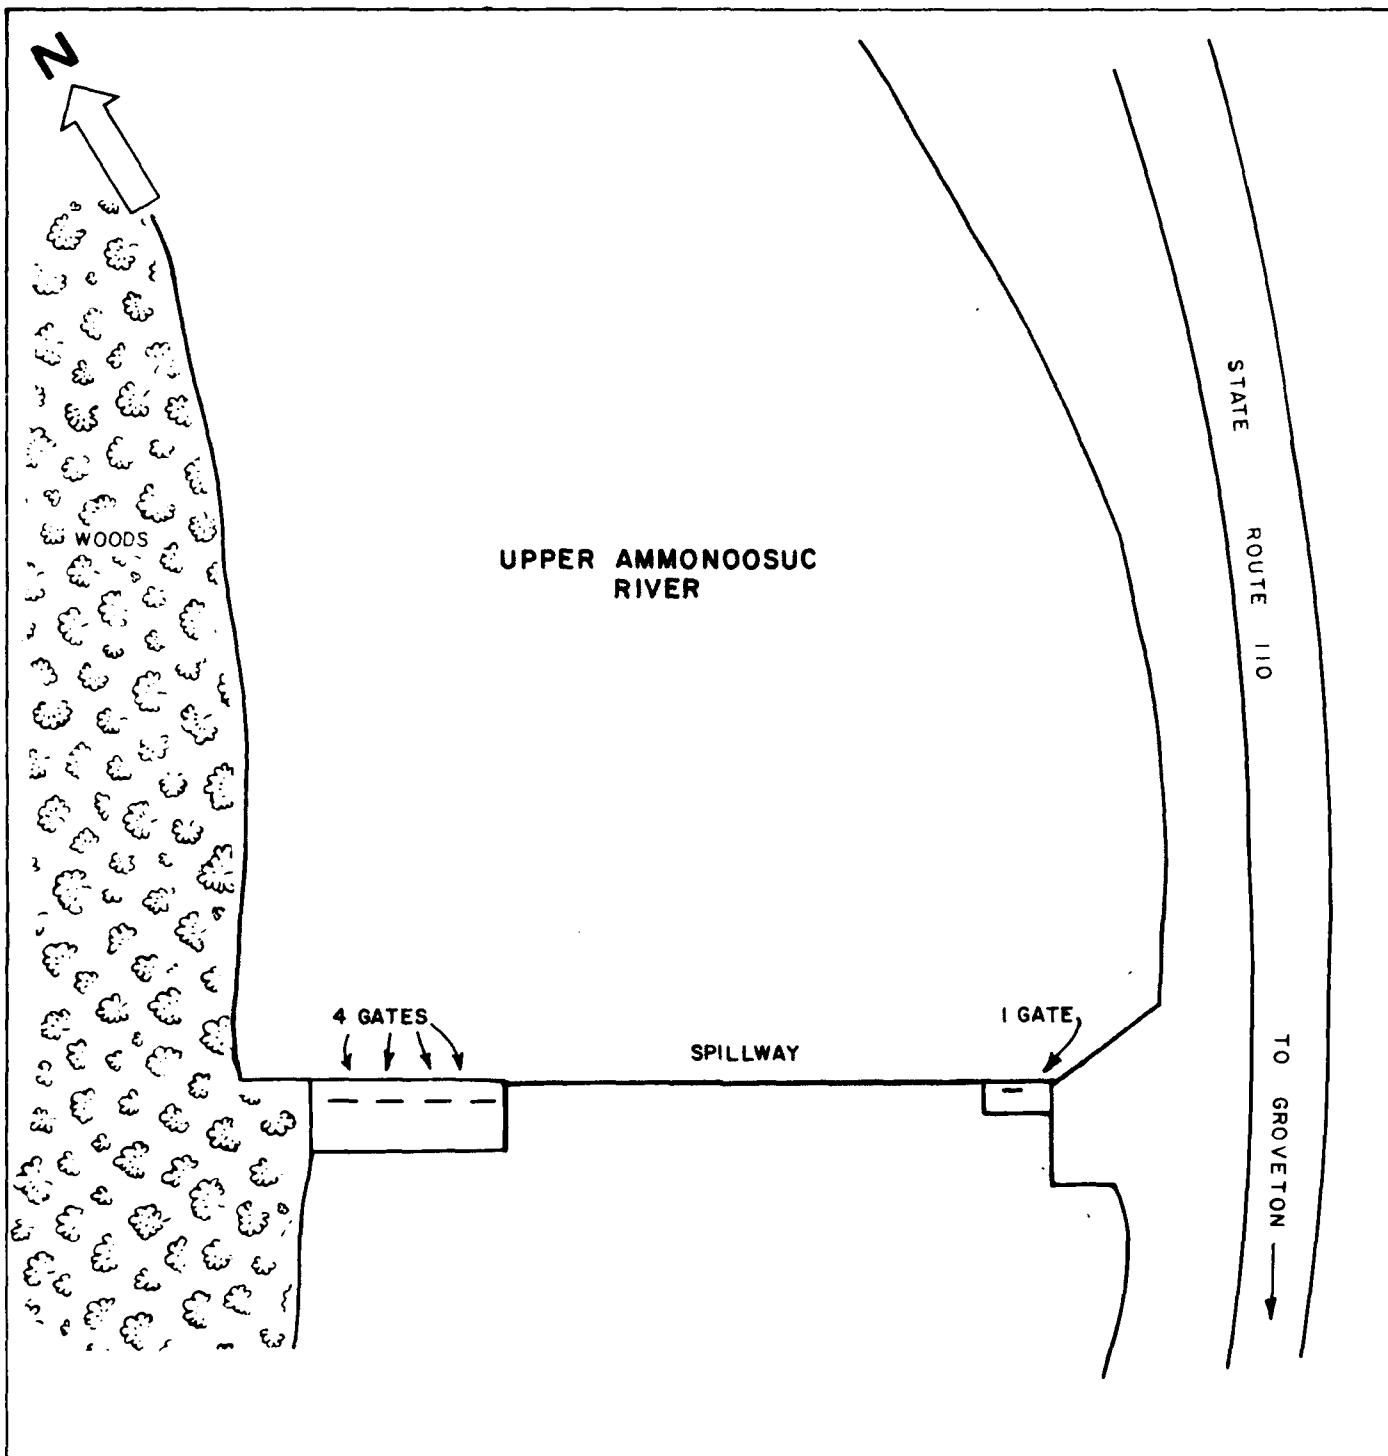 N
WOODS
UPPER AMMONOOSUC
RIVER
STATE ROUTE 110
4 GATES
SPILLWAY
1 GATE
TO GROVETON